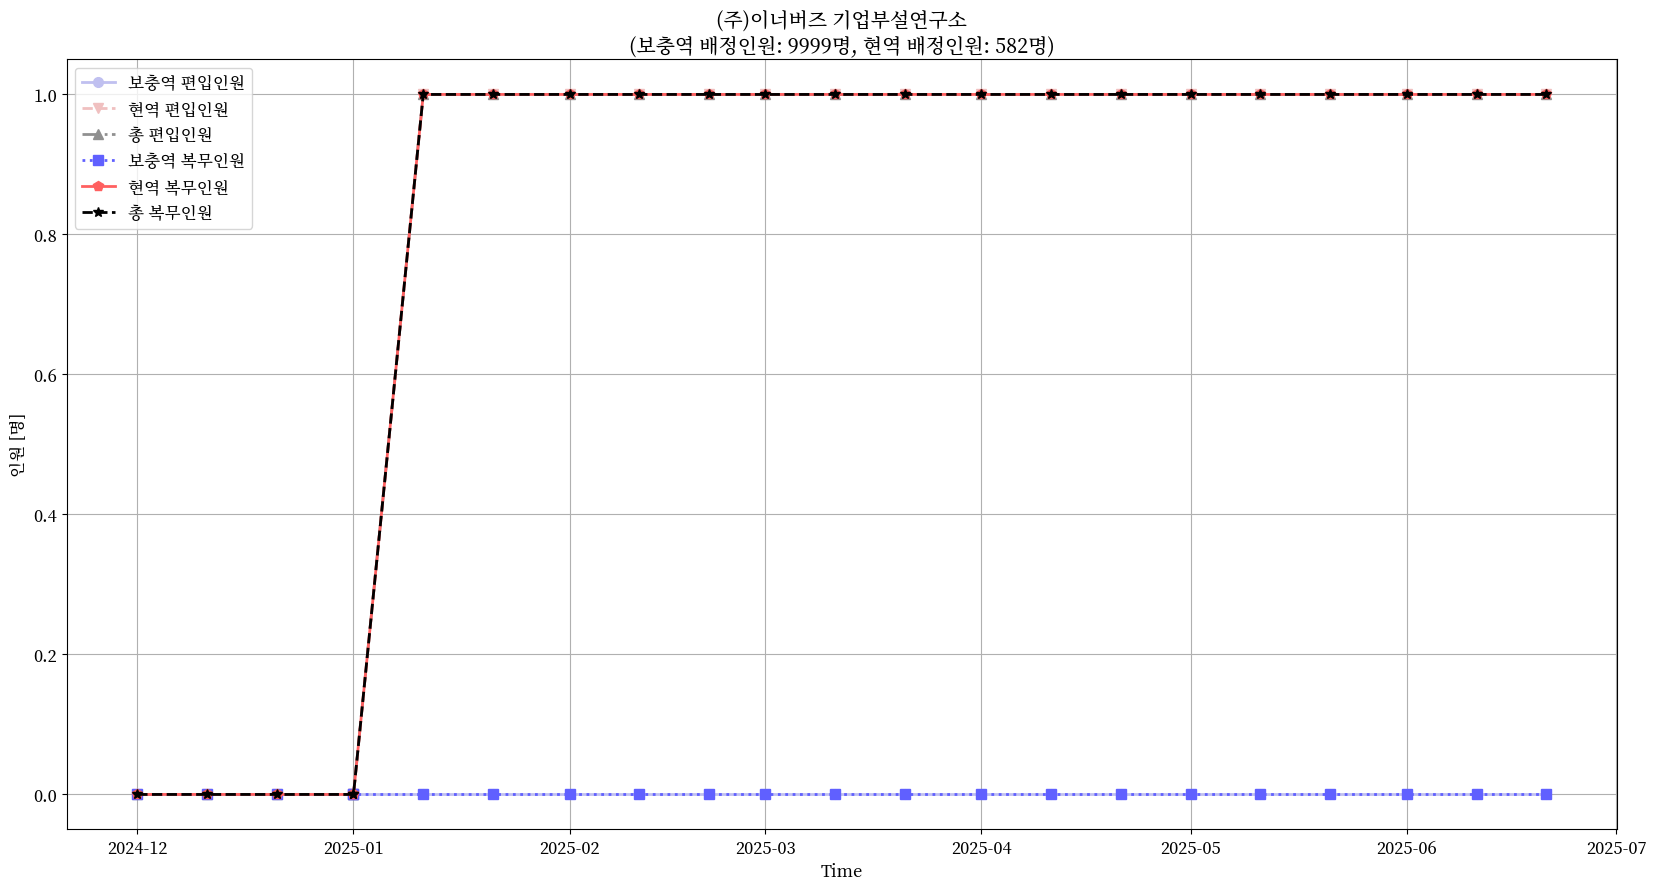 (주)이너버즈 기업부설연구소
(보충역 배정인원: 9999명, 현역 배정인원: 582명)
보충역 편입인원
현역 편입인원
총 편입인원
보충역 복무인원
현역 복무인원
총 복무인원
1.0
0.8
0.6
0.4
0.2
0.0
인원 [명]
2024-12
2025-01
2025-02
2025-03
2025-04
2025-05
2025-06
2025-07
Time